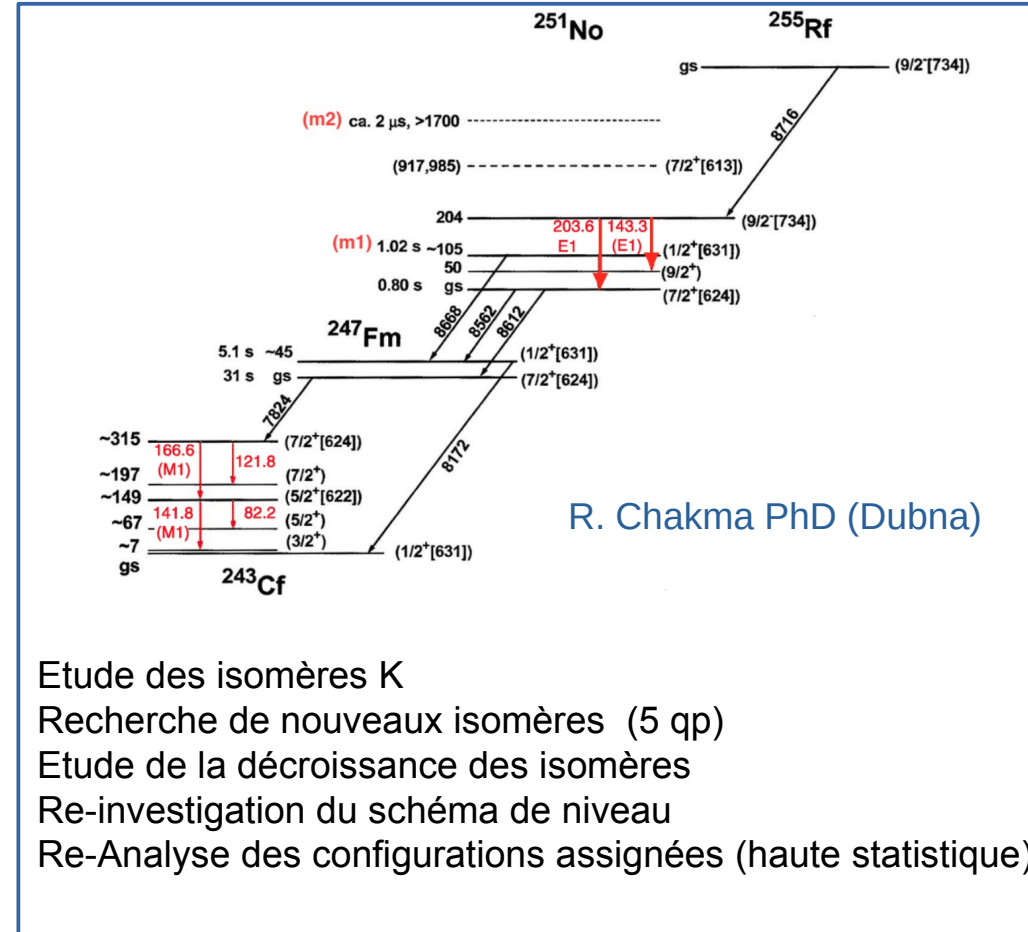 251No 255Rf
gs (9/2-[734])
(m2) ca. 2 μs, >1700
8716
(917,985) (7/2+[613])
204 (9/2-[734])
203.6 143.3
E1 (E1)
(m1) 1.02 s ~105 (1/2+[631])
50 (9/2+)
0.80 s gs (7/2+[624])
8668 8562 8612
247Fm
5.1 s ~45 (1/2+[631])
31 s gs (7/2+[624])
7824
8172
~315 (7/2+[624])
166.6 121.8
(M1)
~197 (7/2+)
~149 (5/2+[622])
141.8 82.2
(M1)
~67 (5/2+)
~7 (3/2+)
gs (1/2+[631])
243Cf
R. Chakma PhD (Dubna)
Etude des isomères K
Recherche de nouveaux isomères (5 qp)
Etude de la décroissance des isomères
Re-investigation du schéma de niveau
Re-Analyse des configurations assignées (haute statistique)